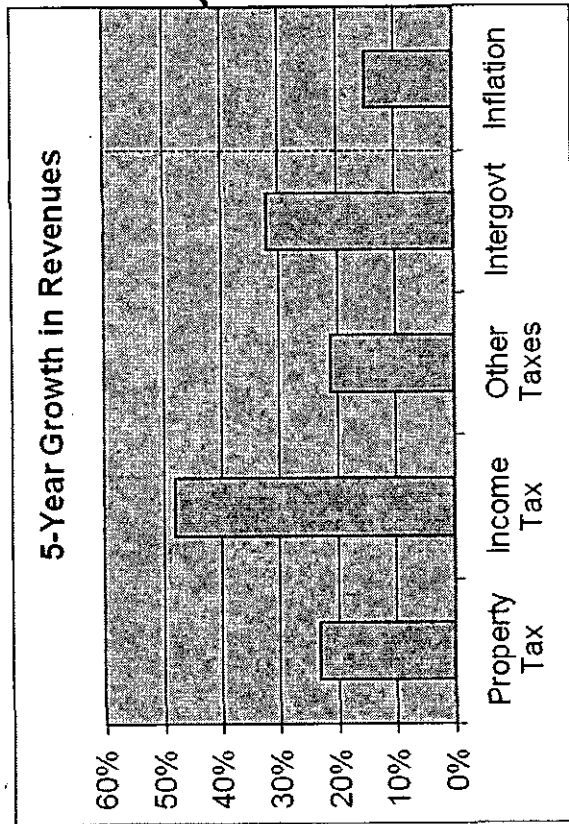 5-Year Growth in Revenues
60%
50%
40%
30%
20%
10%
0%
Property
Tax
Income
Tax
Other
Taxes
Intergovt
Inflation